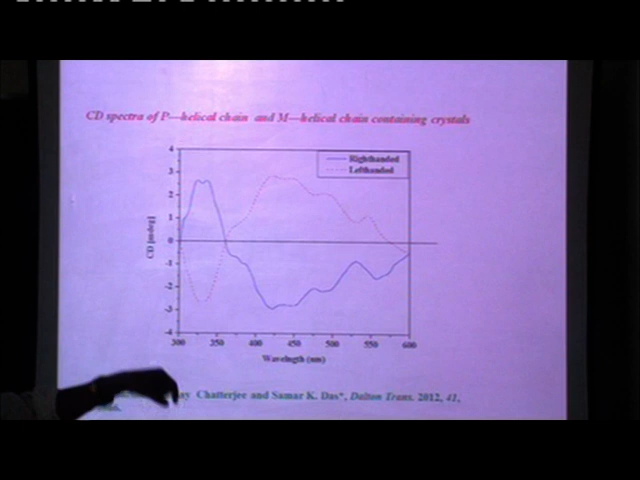 CD spectra of P—helical chain and M—helical chain containing crystals
4
3
2
1
0
-1
-2
-3
-4
CD [mdeg]
Righthanded
Lefthanded
300 350 400 450 500 550 600
Wavelength (nm)
Chatterjee and Samar K. Das*, Dalton Trans. 2012, 41,